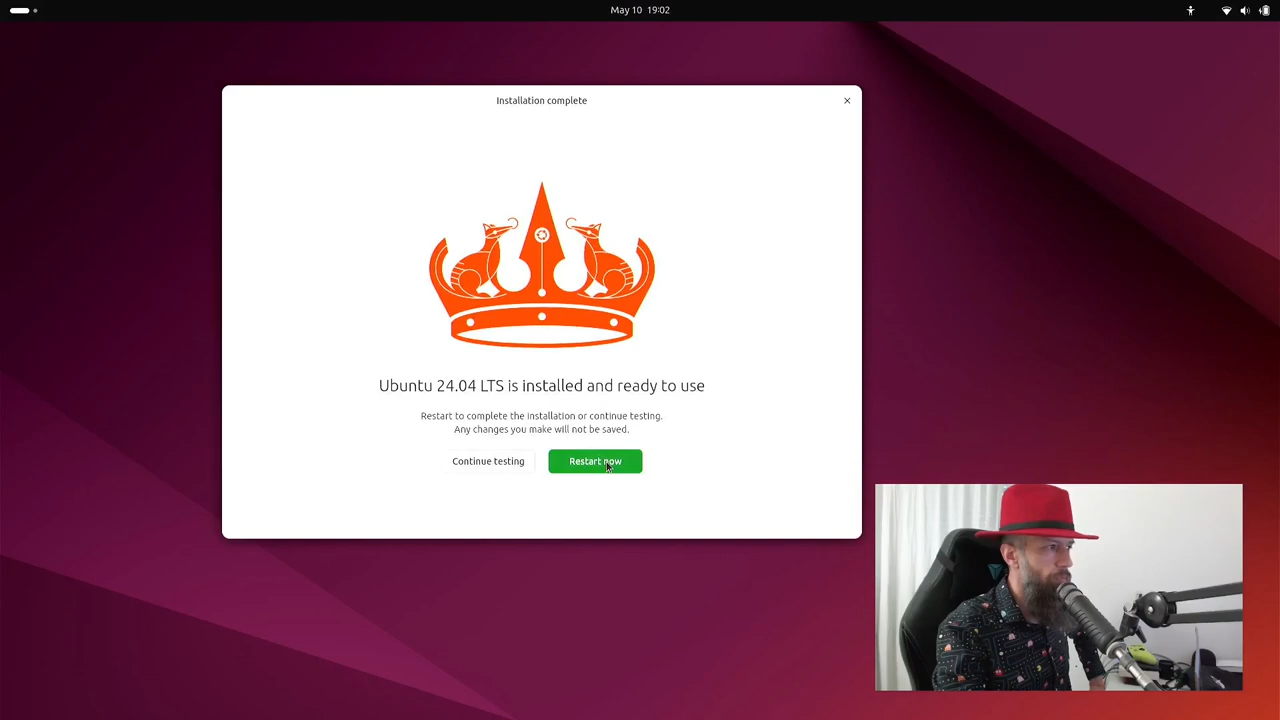 May 10 19:02
Installation complete
Ubuntu 24.04 LTS is installed and ready to use
Restart to complete the installation or continue testing.
Any changes you make will not be saved.
Continue testing
Restart now